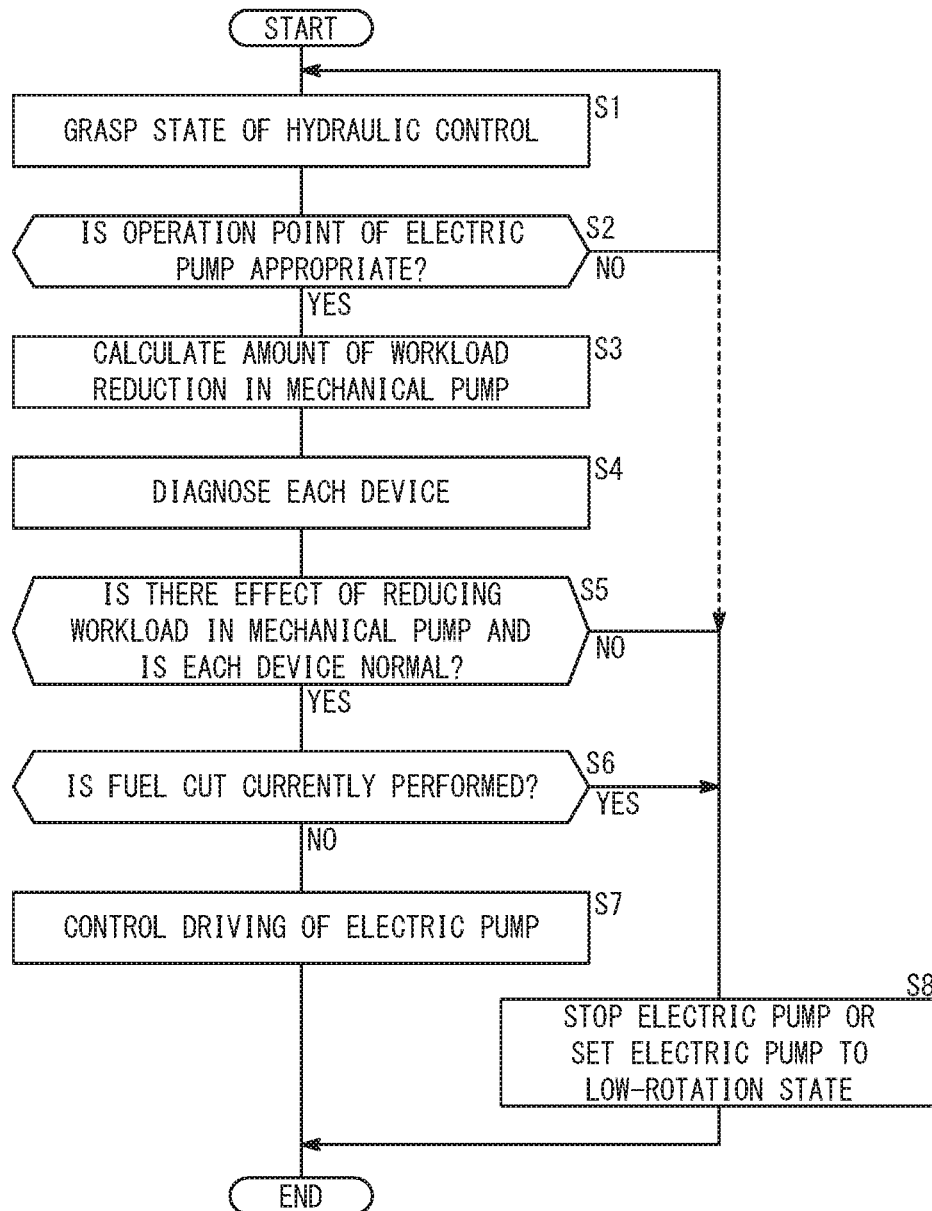 START
GRASP STATE OF HYDRAULIC CONTROL
S1
IS OPERATION POINT OF ELECTRIC
PUMP APPROPRIATE?
S2
NO
YES
CALCULATE AMOUNT OF WORKLOAD
REDUCTION IN MECHANICAL PUMP
S3
DIAGNOSE EACH DEVICE
S4
IS THERE EFFECT OF REDUCING
WORKLOAD IN MECHANICAL PUMP AND
IS EACH DEVICE NORMAL?
S5
NO
YES
IS FUEL CUT CURRENTLY PERFORMED?
S6
YES
NO
CONTROL DRIVING OF ELECTRIC PUMP
S7
S8
STOP ELECTRIC PUMP OR
SET ELECTRIC PUMP TO
LOW-ROTATION STATE
END